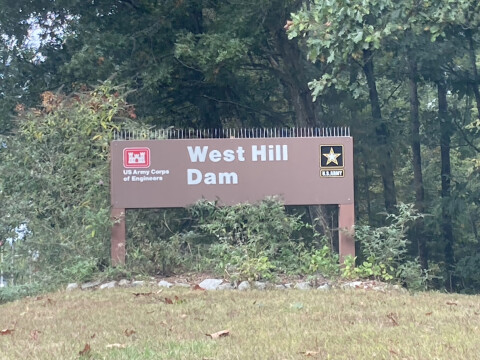 US Army Corps
of Engineers
West Hill
Dam
U.S. ARMY